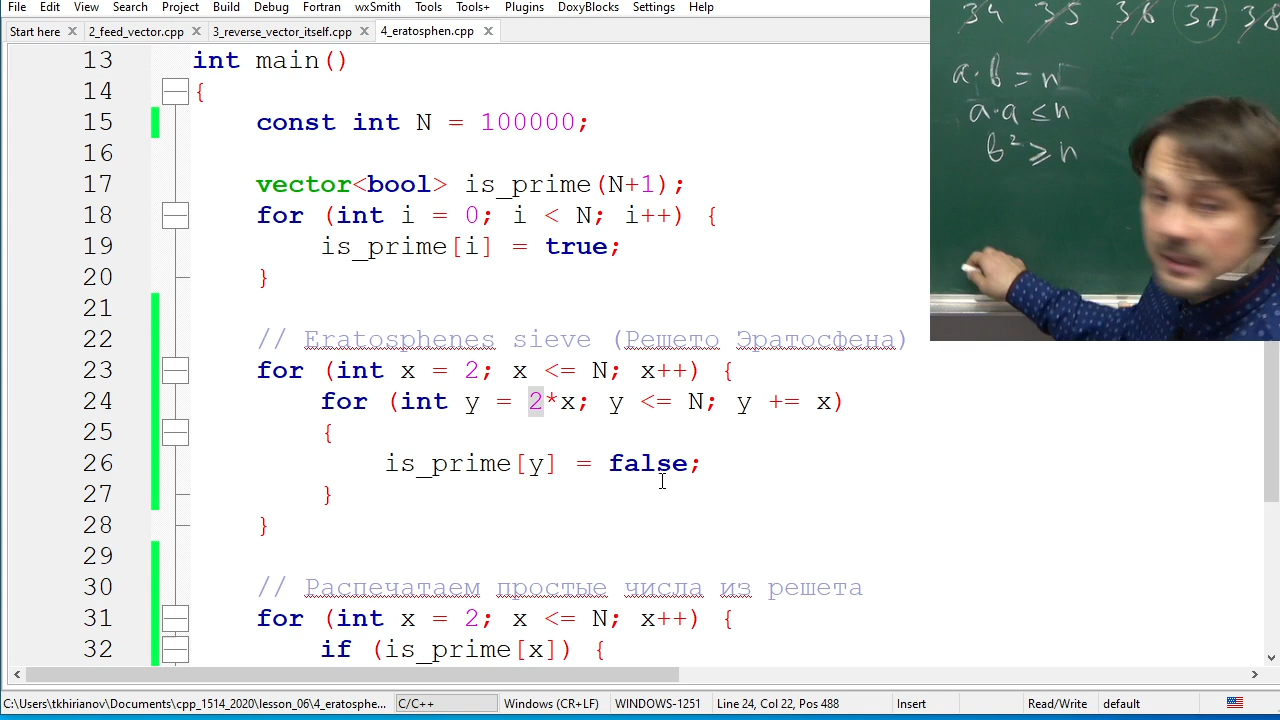 File Edit View Search Project Build Debug Fortran wxSmith Tools Tools+ Plugins DoxyBlocks Settings Help
Start here 2_feed_vector.cpp 3_reverse_vector_itself.cpp 4_eratosphen.cpp
34 35 36 37 38
a·b = n
a·a ≤ n
b² ≥ n
13 int main()
14 {
15 const int N = 100000;
16
17 vector<bool> is_prime(N+1);
18 for (int i = 0; i < N; i++) {
19 is_prime[i] = true;
20 }
21
22 // Eratosphenes sieve (Решето Эратосфена)
23 for (int x = 2; x <= N; x++) {
24 for (int y = 2*x; y <= N; y += x)
25 {
26 is_prime[y] = false;
27 }
28 }
29
30 // Распечатаем простые числа из решета
31 for (int x = 2; x <= N; x++) {
32 if (is_prime[x]) {
C:\Users\tkhirianov\Documents\cpp_1514_2020\lesson_06\4_eratosphe... C/C++ Windows (CR+LF) WINDOWS-1251 Line 24, Col 22, Pos 488 Insert Read/Write default